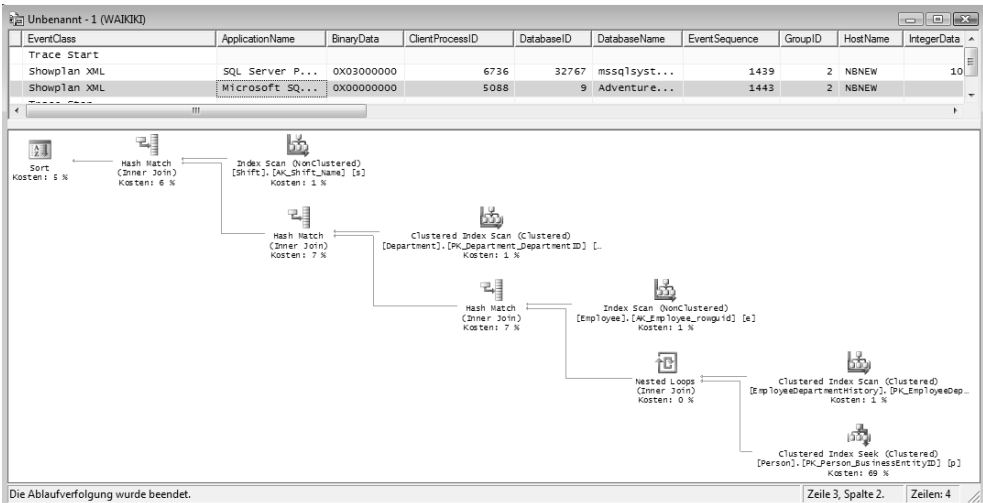 Unbenannt - 1 (WAIKIKI)
EventClass ApplicationName BinaryData ClientProcessID DatabaseID DatabaseName EventSequence GroupID HostName IntegerData
Trace Start
Showplan XML SQL Server P... 0X03000000 6736 32767 mssqlsyst... 1439 2 NBNEW 10
Showplan XML Microsoft SQ... 0X00000000 5088 9 Adventure... 1443 2 NBNEW
Sort
Kosten: 5 %
Hash Match
(Inner Join)
Kosten: 6 %
Index Scan (NonClustered)
[Shift].[AK_Shift_Name] [s]
Kosten: 1 %
Hash Match
(Inner Join)
Kosten: 7 %
Clustered Index Scan (Clustered)
[Department].[PK_Department_DepartmentID] […
Kosten: 1 %
Hash Match
(Inner Join)
Kosten: 7 %
Index Scan (NonClustered)
[Employee].[AK_Employee_rowguid] [e]
Kosten: 1 %
Nested Loops
(Inner Join)
Kosten: 0 %
Clustered Index Scan (Clustered)
[EmployeeDepartmentHistory].[PK_EmployeeDep…
Kosten: 1 %
Clustered Index Seek (Clustered)
[Person].[PK_Person_BusinessEntityID] [p]
Kosten: 69 %
Die Ablaufverfolgung wurde beendet. Zeile 3, Spalte 2. Zeilen: 4